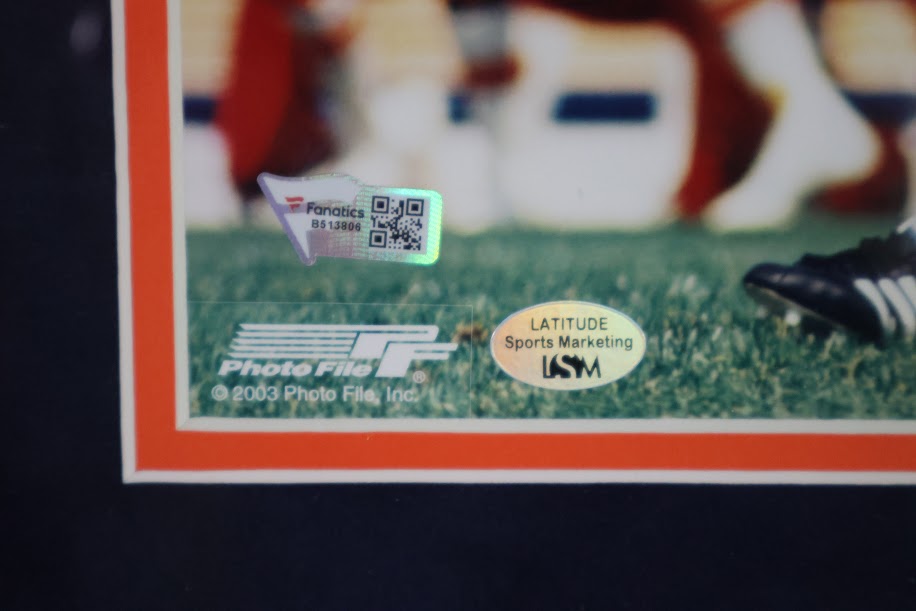 Fanatics
B513806
Photo File
® 
© 2003 Photo File, Inc.
LATITUDE
Sports Marketing
LSM